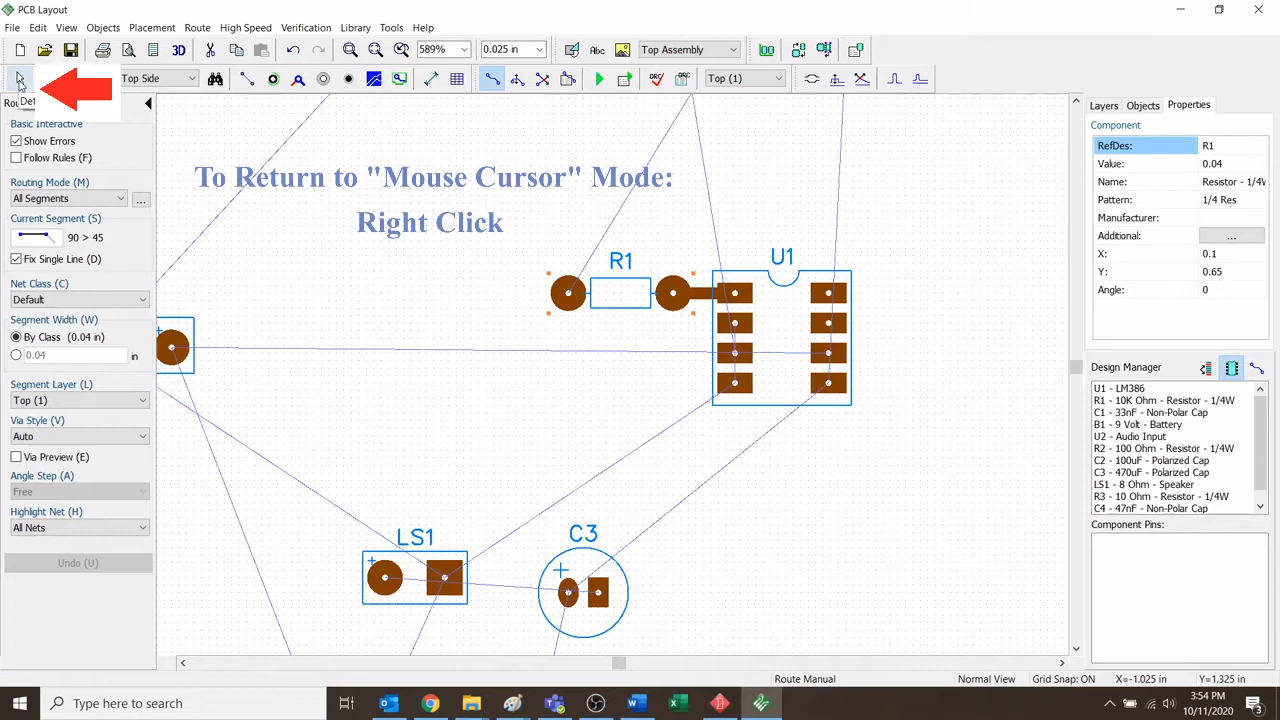 PCB Layout
File Edit View Objects Placement Route High Speed Verification Library Tools Help
3D 589% 0.025 in Abc Top Assembly
Top Side DRC Top (1)
Basic Interactive
Show Errors
Follow Rules (F)
Routing Mode (M)
All Segments ...
Current Segment (S)
90 > 45
Fix Single Line (D)
Net Class (C)
Default
Segment Width (W)
By Class (0.04 in)
0.04 in
Segment Layer (L)
Top (1)
Via Style (V)
Auto
Via Preview (E)
Angle Step (A)
Free
Highlight Net (H)
All Nets
Undo (U)
To Return to "Mouse Cursor" Mode:
Right Click
R1
U1
LS1
C3
Layers Objects Properties
Component
RefDes: R1
Value: 0.04
Name: Resistor - 1/4W
Pattern: 1/4 Res
Manufacturer:
Additional: ...
X: 0.1
Y: 0.65
Angle: 0
Design Manager
U1 - LM386
R1 - 10K Ohm - Resistor - 1/4W
C1 - 33nF - Non-Polar Cap
B1 - 9 Volt - Battery
U2 - Audio Input
R2 - 100 Ohm - Resistor - 1/4W
C2 - 100uF - Polarized Cap
C3 - 470uF - Polarized Cap
LS1 - 8 Ohm - Speaker
R3 - 10 Ohm - Resistor - 1/4W
C4 - 47nF - Non-Polar Cap
Component Pins:
Route Manual Normal View Grid Snap: ON X=-1.025 in Y=1.325 in
Type here to search
3:54 PM
10/11/2020
3